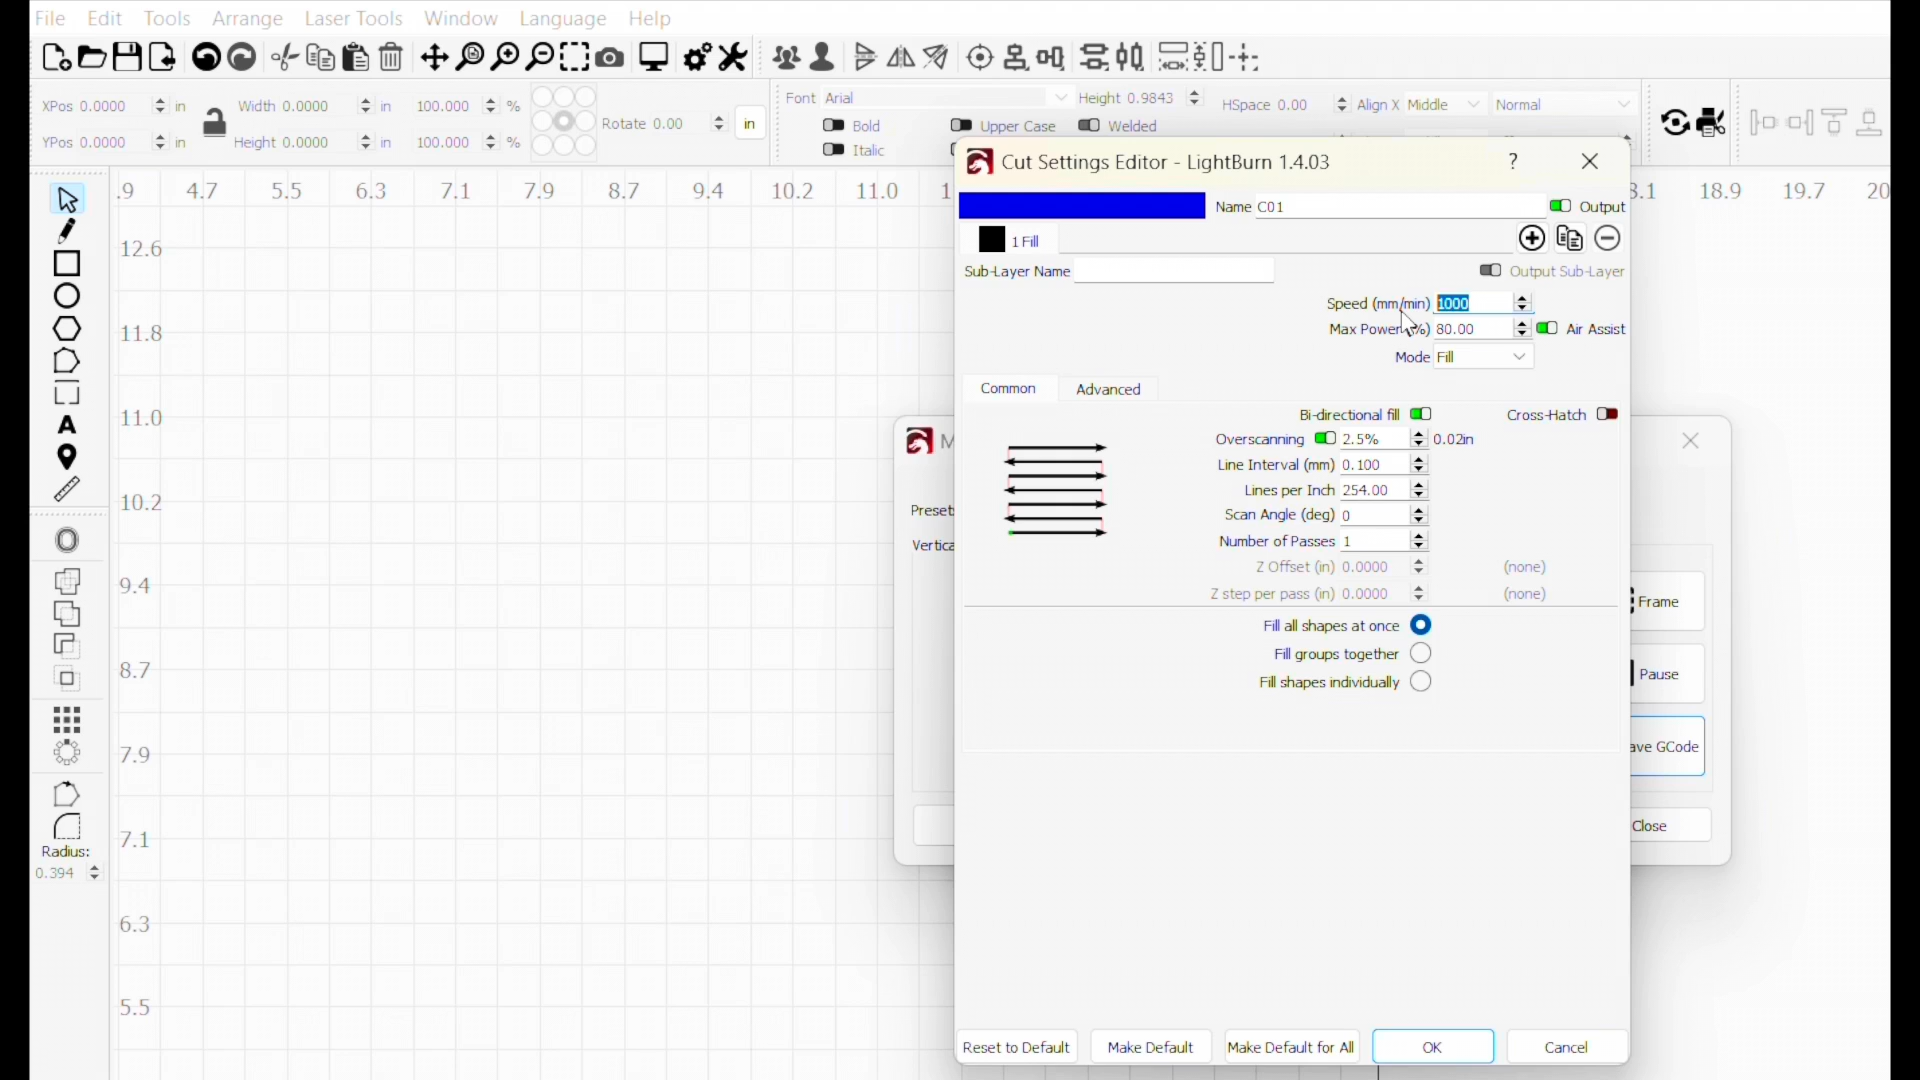 File Edit Tools Arrange Laser Tools Window Language Help
XPos 0.0000 in Width 0.0000 in 100.000 % Rotate 0.00 in
YPos 0.0000 in Height 0.0000 in 100.000 %
Font Arial Height 0.9843 HSpace 0.00 Align X Middle Normal
Bold Upper Case Welded
Italic
.9 4.7 5.5 6.3 7.1 7.9 8.7 9.4 10.2 11.0 18.9 19.7 20
12.6
11.8
11.0
10.2
9.4
8.7
7.9
7.1
6.3
5.5
Radius:
0.394
Cut Settings Editor - LightBurn 1.4.03 ?
Name C01 Output
1 Fill
Sub-Layer Name Output Sub-Layer
Speed (mm/min) 1000
Max Power (%) 80.00 Air Assist
Mode Fill
Common Advanced
Bi-directional fill Cross-Hatch
Overscanning 2.5% 0.02in
Line Interval (mm) 0.100
Lines per Inch 254.00
Scan Angle (deg) 0
Number of Passes 1
Z Offset (in) 0.0000 (none)
Z step per pass (in) 0.0000 (none)
Fill all shapes at once
Fill groups together
Fill shapes individually
Reset to Default Make Default Make Default for All OK Cancel
M
Preset
Vertica
Frame
Pause
ave GCode
Close